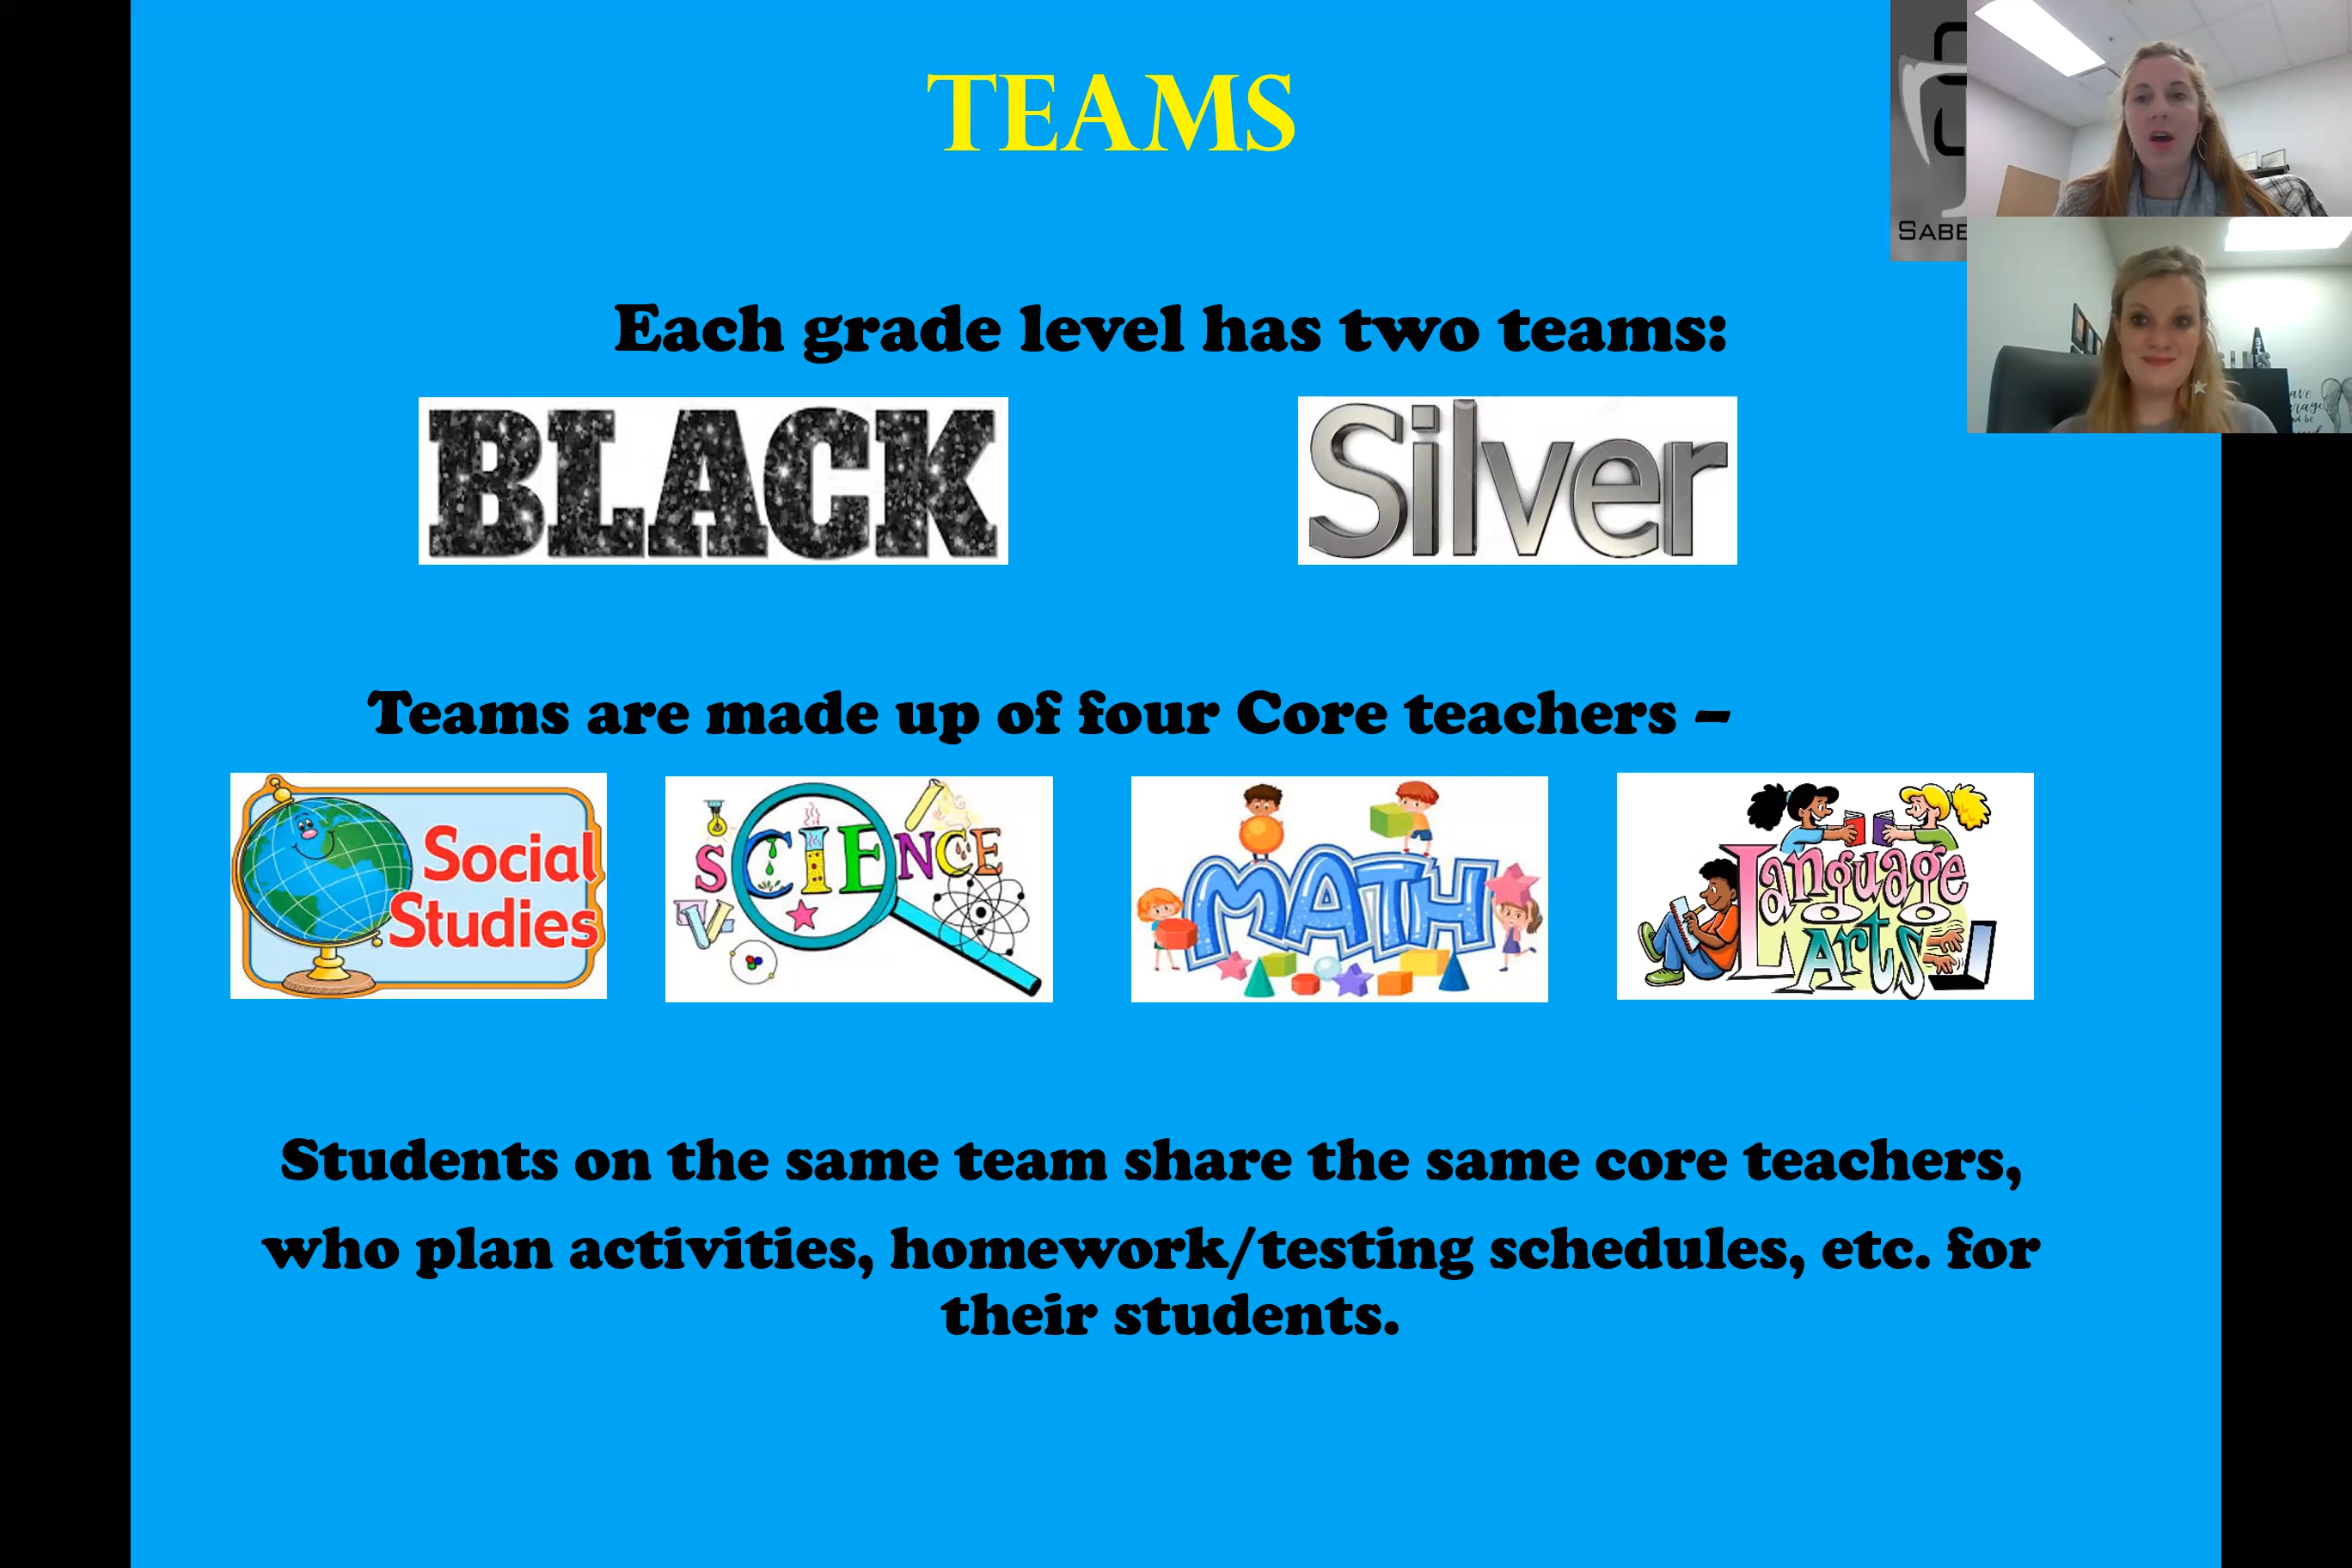 TEAMS
Each grade level has two teams:
BLACK
Silver
Teams are made up of four Core teachers –
Social
Studies
SCIENCE
MATH
Language
Arts
Students on the same team share the same core teachers,
who plan activities, homework/testing schedules, etc. for
their students.